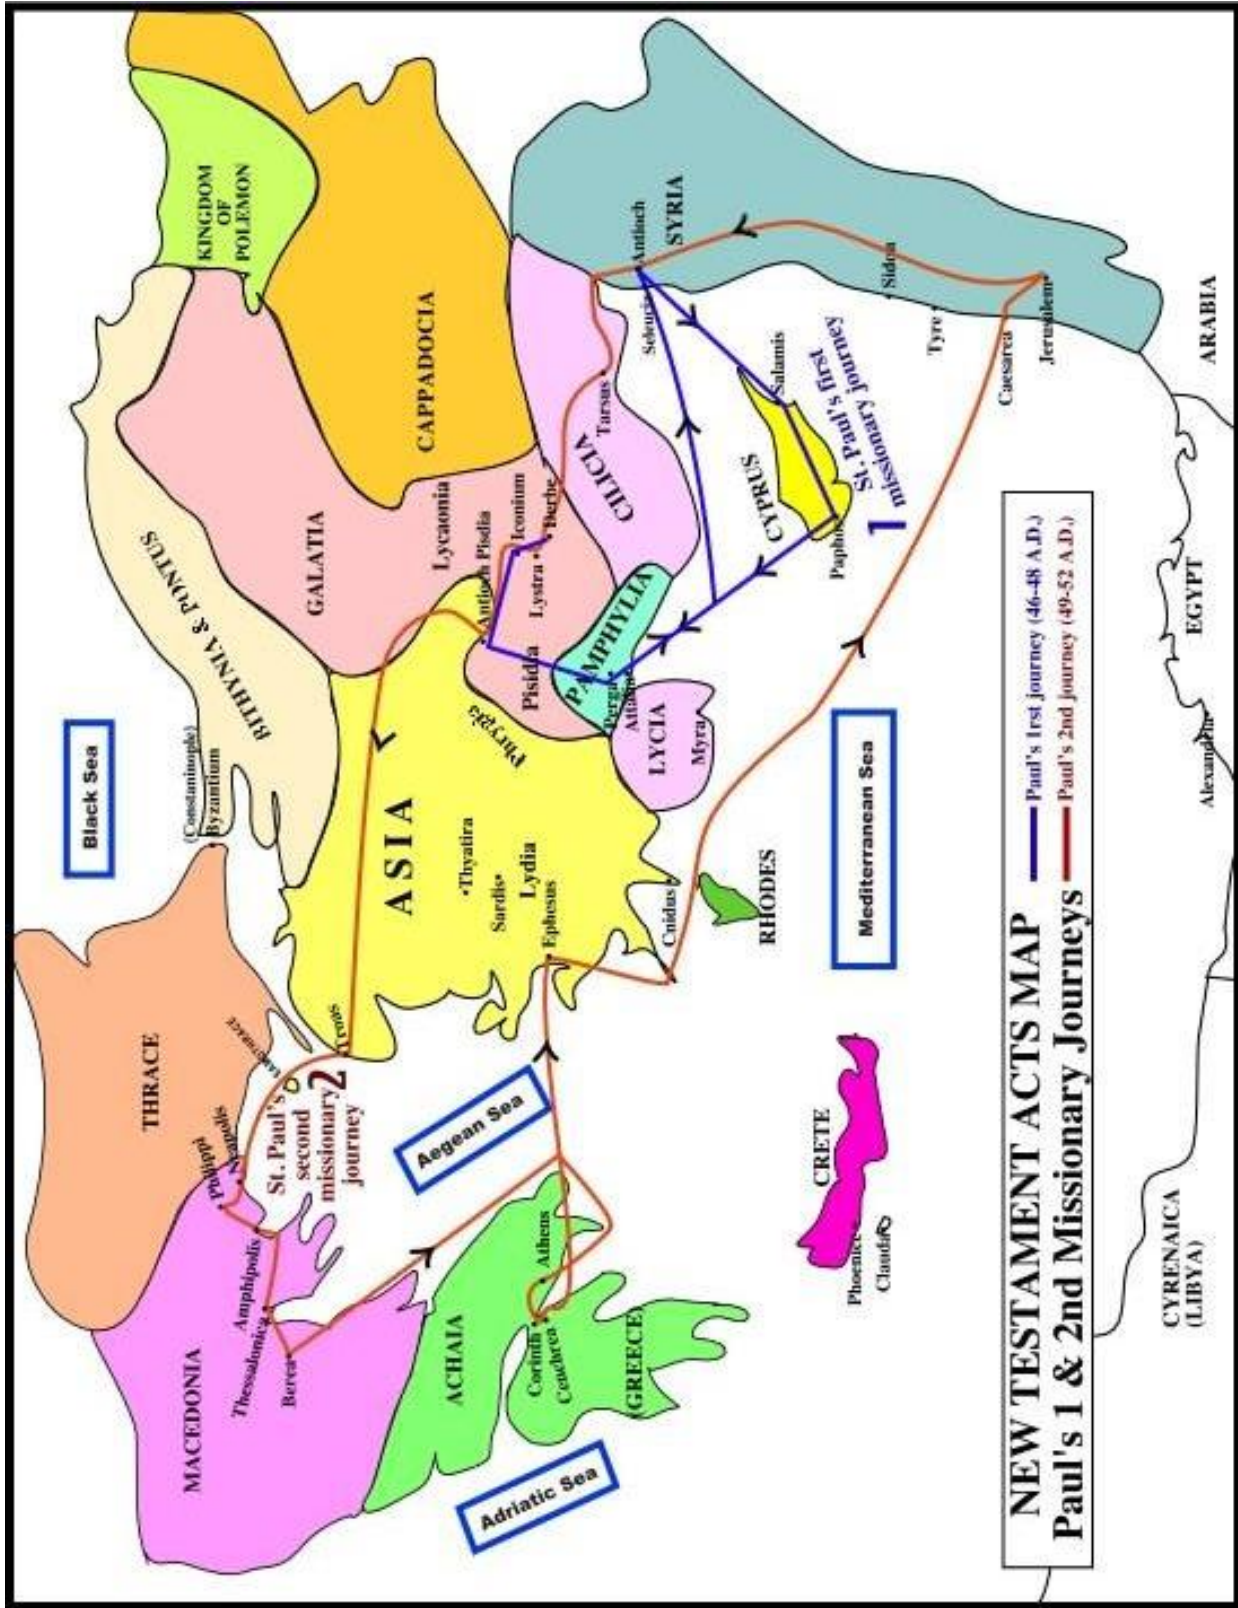 NEW TESTAMENT ACTS MAP
Paul's 1 & 2nd Missionary Journeys
Paul's 1rst journey (46-48 A.D.)
Paul's 2nd journey (49-52 A.D.)
Black Sea
Aegean Sea
Adriatic Sea
Mediterranean Sea
MACEDONIA
THRACE
ACHAIA
(GREECE)
ASIA
BITHYNIA & PONTUS
GALATIA
CAPPADOCIA
KINGDOM
OF
POLEMON
CILICIA
SYRIA
PAMPHYLIA
LYCIA
CYPRUS
RHODES
CRETE
CYRENAICA
(LIBYA)
EGYPT
ARABIA
Philippi
Neapolis
Amphipolis
Thessalonica
Berea
Athens
Corinth
Cenchrea
SAMOTHRACE
Troas
(Constaninople)
Byzantium
Thyatira
Sardis
Lydia
Ephesus
Cnidus
Phrygia
Pisidia
Lycaonia
Antioch Pisdia
Iconium
Lystra
Derbe
Perga
Myra
Tarsus
Antioch
Seleucia
Salamis
Paphos
Sidon
Tyre
Caesarea
Jerusalem
Phoenice
Clauda
St. Paul's first
missionary journey
1
St. Paul's
second
missionary
journey
2